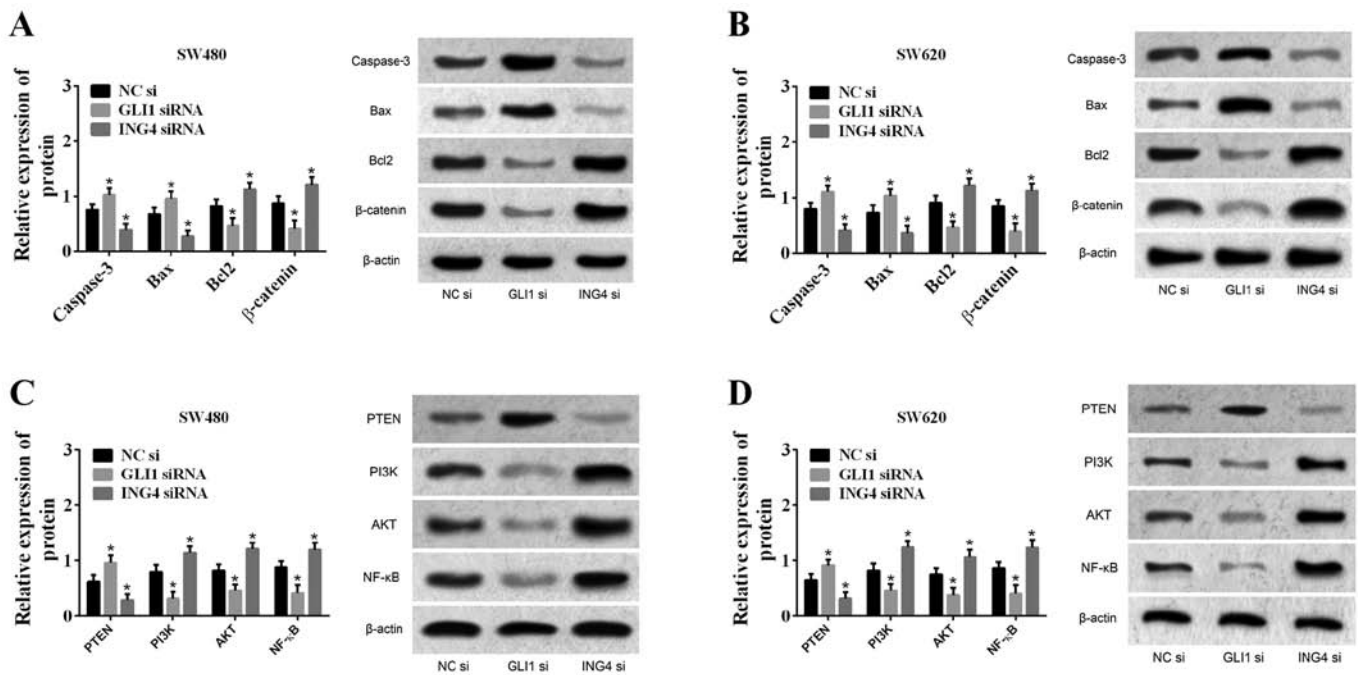 A
SW480
Relative expression of
protein
3
2
1
0
NC si
GLI1 siRNA
ING4 siRNA
* * * * * * * *
Caspase-3
Bax
Bcl2
β-catenin
Caspase-3
Bax
Bcl2
β-catenin
β-actin
NC si GLI1 si ING4 si
B
SW620
Relative expression of
protein
3
2
1
0
NC si
GLI1 siRNA
ING4 siRNA
* * * * * * * *
Caspase-3
Bax
Bcl2
β-catenin
Caspase-3
Bax
Bcl2
β-catenin
β-actin
NC si GLI1 si ING4 si
C
SW480
Relative expression of
protein
3
2
1
0
NC si
GLI1 siRNA
ING4 siRNA
* * * * * * * *
PTEN
PI3K
AKT
NF-κB
PTEN
PI3K
AKT
NF-κB
β-actin
NC si GLI1 si ING4 si
D
SW620
Relative expression of
protein
3
2
1
0
NC si
GLI1 siRNA
ING4 siRNA
* * * * * * * *
PTEN
PI3K
AKT
NF-κB
PTEN
PI3K
AKT
NF-κB
β-actin
NC si GLI1 si ING4 si